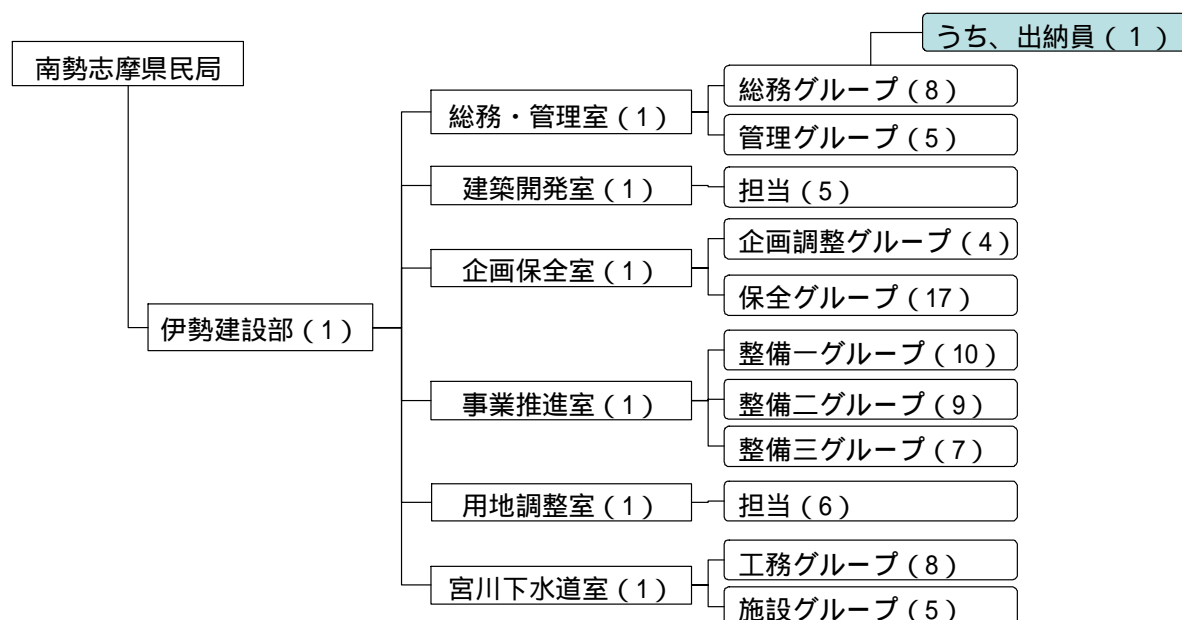 うち、出納員(1)
南勢志摩県民局
総務・管理室(1)
総務グループ(8)
管理グループ(5)
建築開発室(1)
担当(5)
企画保全室(1)
企画調整グループ(4)
保全グループ(17)
伊勢建設部(1)
事業推進室(1)
整備一グループ(10)
整備二グループ(9)
整備三グループ(7)
用地調整室(1)
担当(6)
宮川下水道室(1)
工務グループ(8)
施設グループ(5)